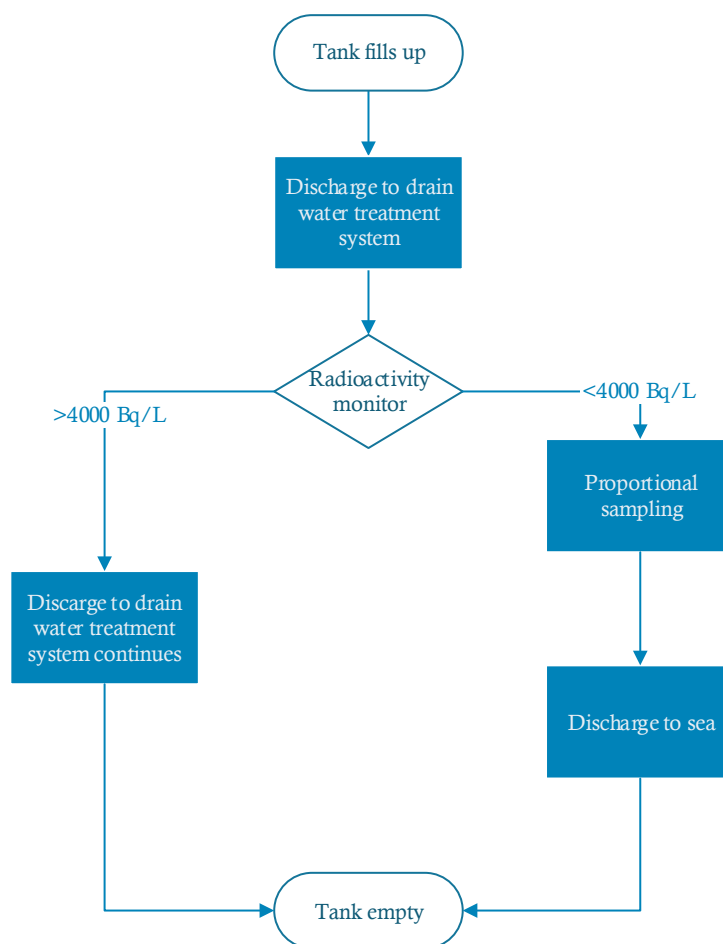 Tank fills up
Discharge to drain
water treatment
system
Radioactivity
monitor
>4000 Bq/L
<4000 Bq/L
Proportional
sampling
Discarge to drain
water treatment
system continues
Discharge to sea
Tank empty